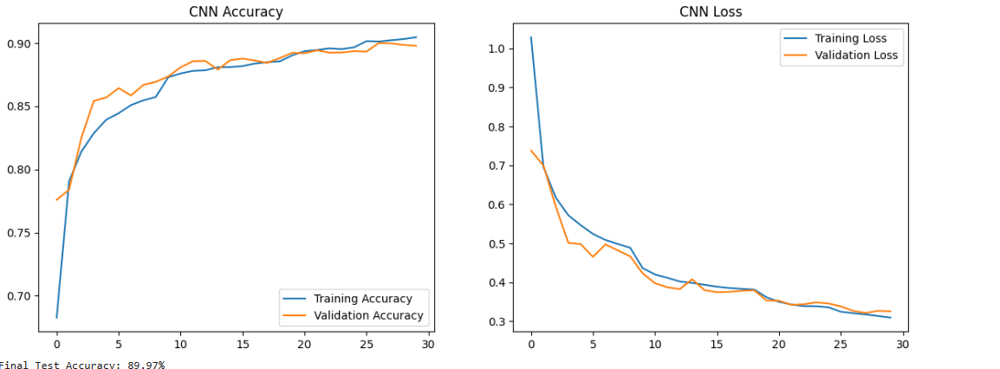 CNN Accuracy
0.90
0.85
0.80
0.75
0.70
Training Accuracy
Validation Accuracy
0 5 10 15 20 25 30
CNN Loss
1.0
0.9
0.8
0.7
0.6
0.5
0.4
0.3
Training Loss
Validation Loss
0 5 10 15 20 25 30
Final Test Accuracy: 89.97%